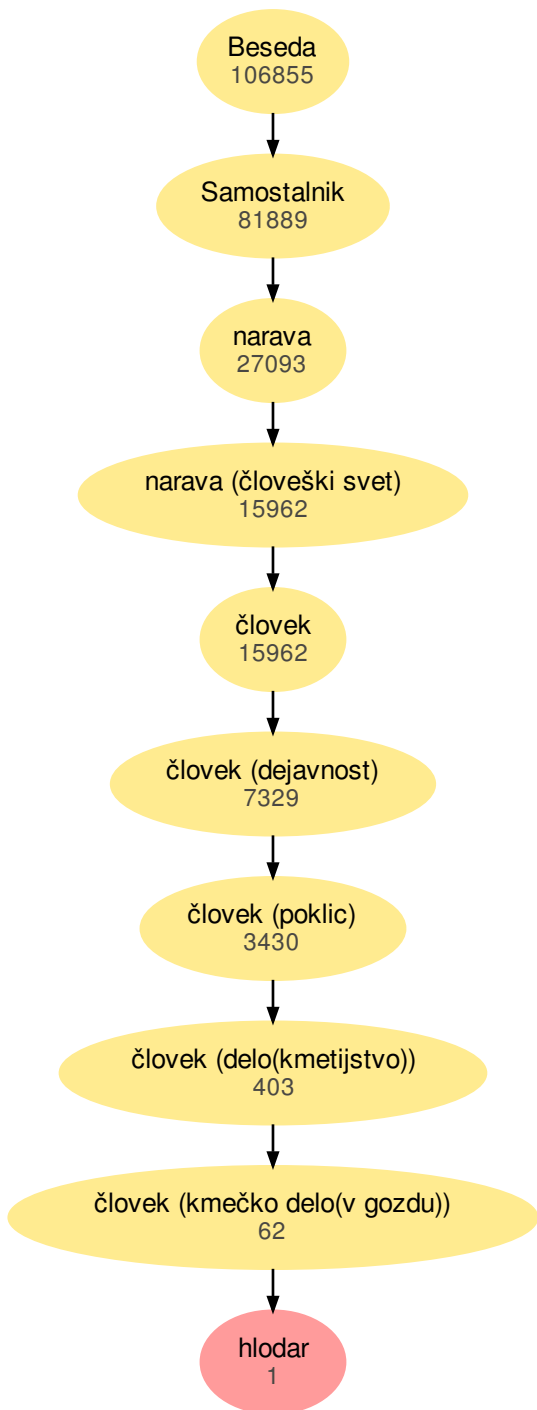 Beseda
106855
Samostalnik
81889
narava
27093
narava (človeški svet)
15962
človek
15962
človek (dejavnost)
7329
človek (poklic)
3430
človek (delo(kmetijstvo))
403
človek (kmečko delo(v gozdu))
62
hlodar
1